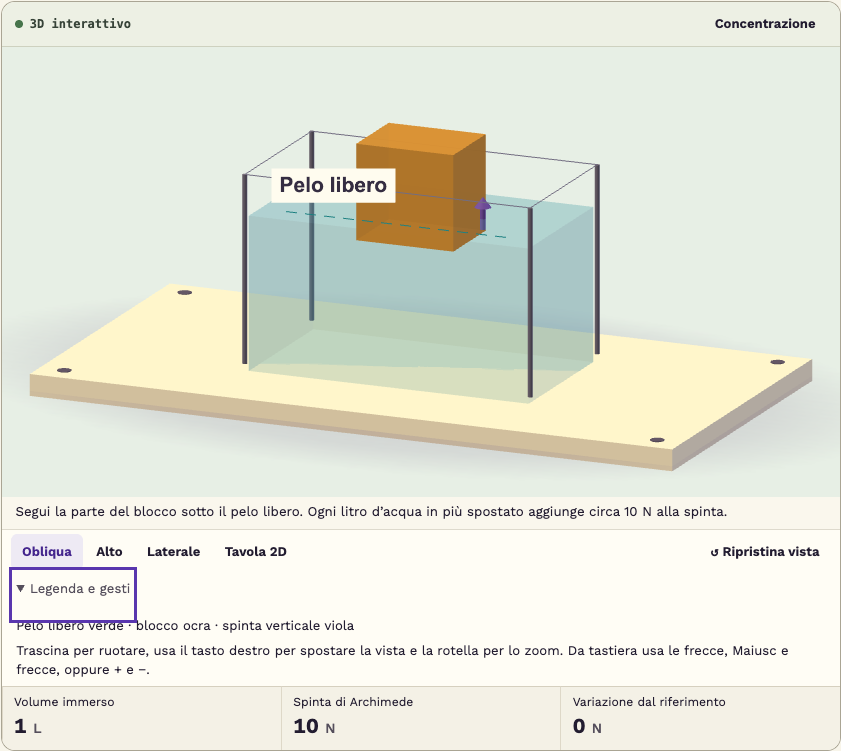 3D interattivo
Concentrazione
Pelo libero
Segui la parte del blocco sotto il pelo libero. Ogni litro d’acqua in più spostato aggiunge circa 10 N alla spinta.
Obliqua Alto Laterale Tavola 2D ↺ Ripristina vista
▼ Legenda e gesti
Pelo libero verde · blocco ocra · spinta verticale viola
Trascina per ruotare, usa il tasto destro per spostare la vista e la rotella per lo zoom. Da tastiera usa le frecce, Maiusc e
frecce, oppure + e −.
Volume immerso
1 L
Spinta di Archimede
10 N
Variazione dal riferimento
0 N